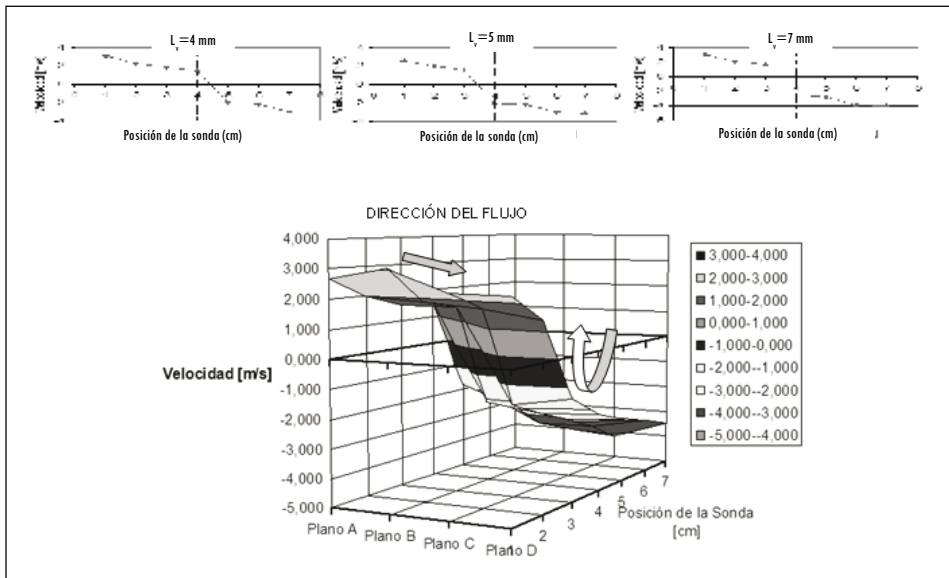 L_v=4 mm
L_v=5 mm
L_v=7 mm
Posición de la sonda (cm)
Posición de la sonda (cm)
Posición de la sonda (cm)
DIRECCIÓN DEL FLUJO
4,000
3,000
2,000
1,000
0,000
-1,000
-2,000
-3,000
-4,000
-5,000
Velocidad [m/s]
Plano A
Plano B
Plano C
Plano D
1
2
3
4
5
6
7
Posición de la Sonda
[cm]
3,000-4,000
2,000-3,000
1,000-2,000
0,000-1,000
-1,000-0,000
-2,000--1,000
-3,000--2,000
-4,000--3,000
-5,000--4,000